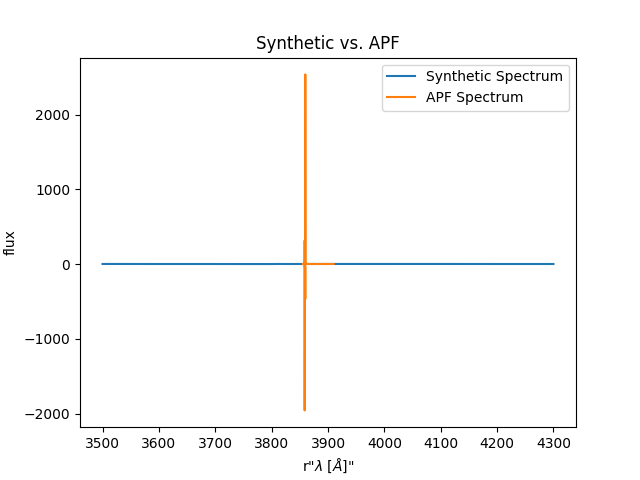 Synthetic vs. APF
Synthetic Spectrum
APF Spectrum
2000
1000
0
−1000
−2000
flux
3500 3600 3700 3800 3900 4000 4100 4200 4300
r"λ [Å]"